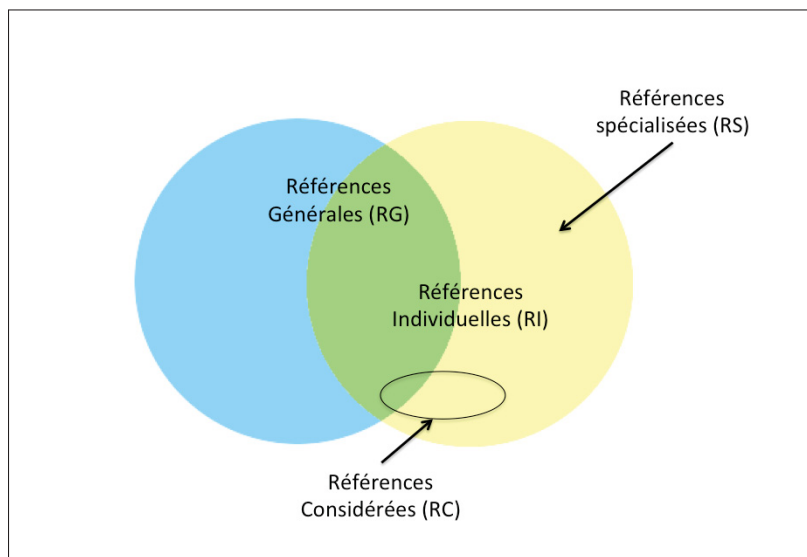 Références
spécialisées (RS)
Références
Générales (RG)
Références
Individuelles (RI)
Références
Considérées (RC)